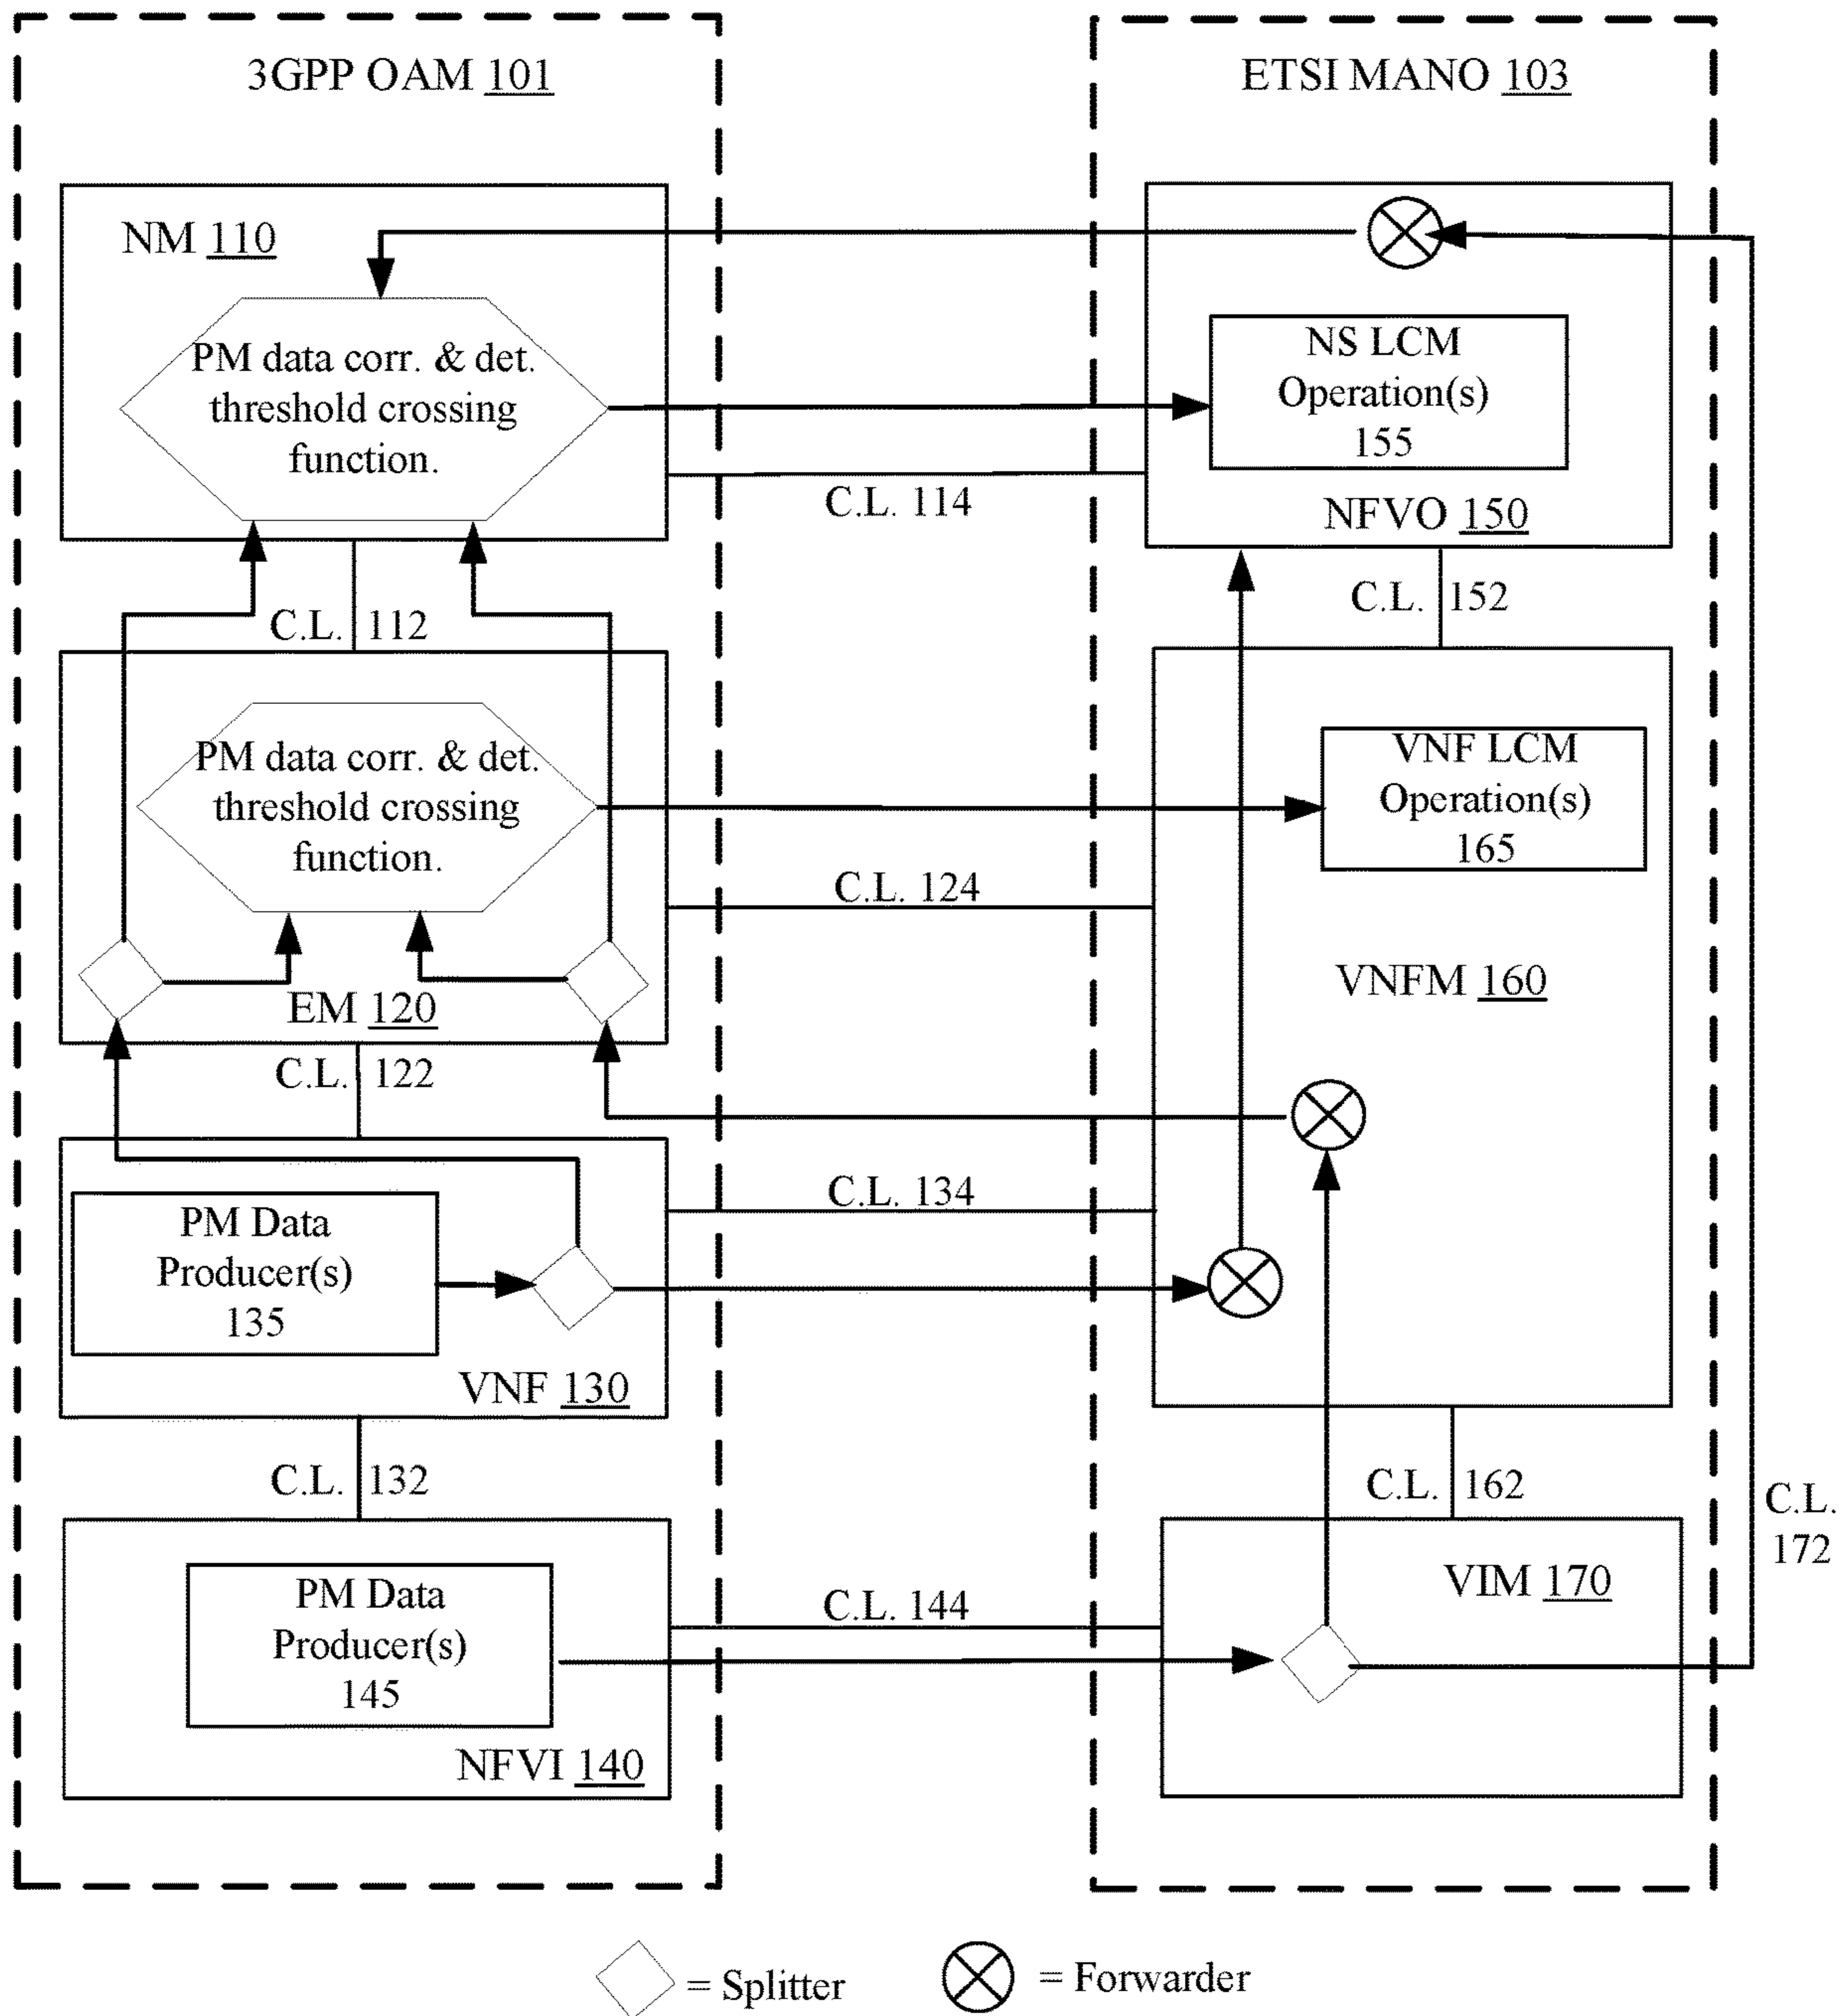 3GPP OAM 101
ETSI MANO 103
NM 110
PM data corr. & det.
threshold crossing
function.
NS LCM
Operation(s)
155
C.L. 114
NFVO 150
C.L. 112
C.L. 152
PM data corr. & det.
threshold crossing
function.
VNF LCM
Operation(s)
165
C.L. 124
EM 120
VNFM 160
C.L. 122
PM Data
Producer(s)
135
C.L. 134
VNF 130
C.L. 132
C.L. 162
C.L.
172
PM Data
Producer(s)
145
C.L. 144
VIM 170
NFVI 140
= Splitter
= Forwarder